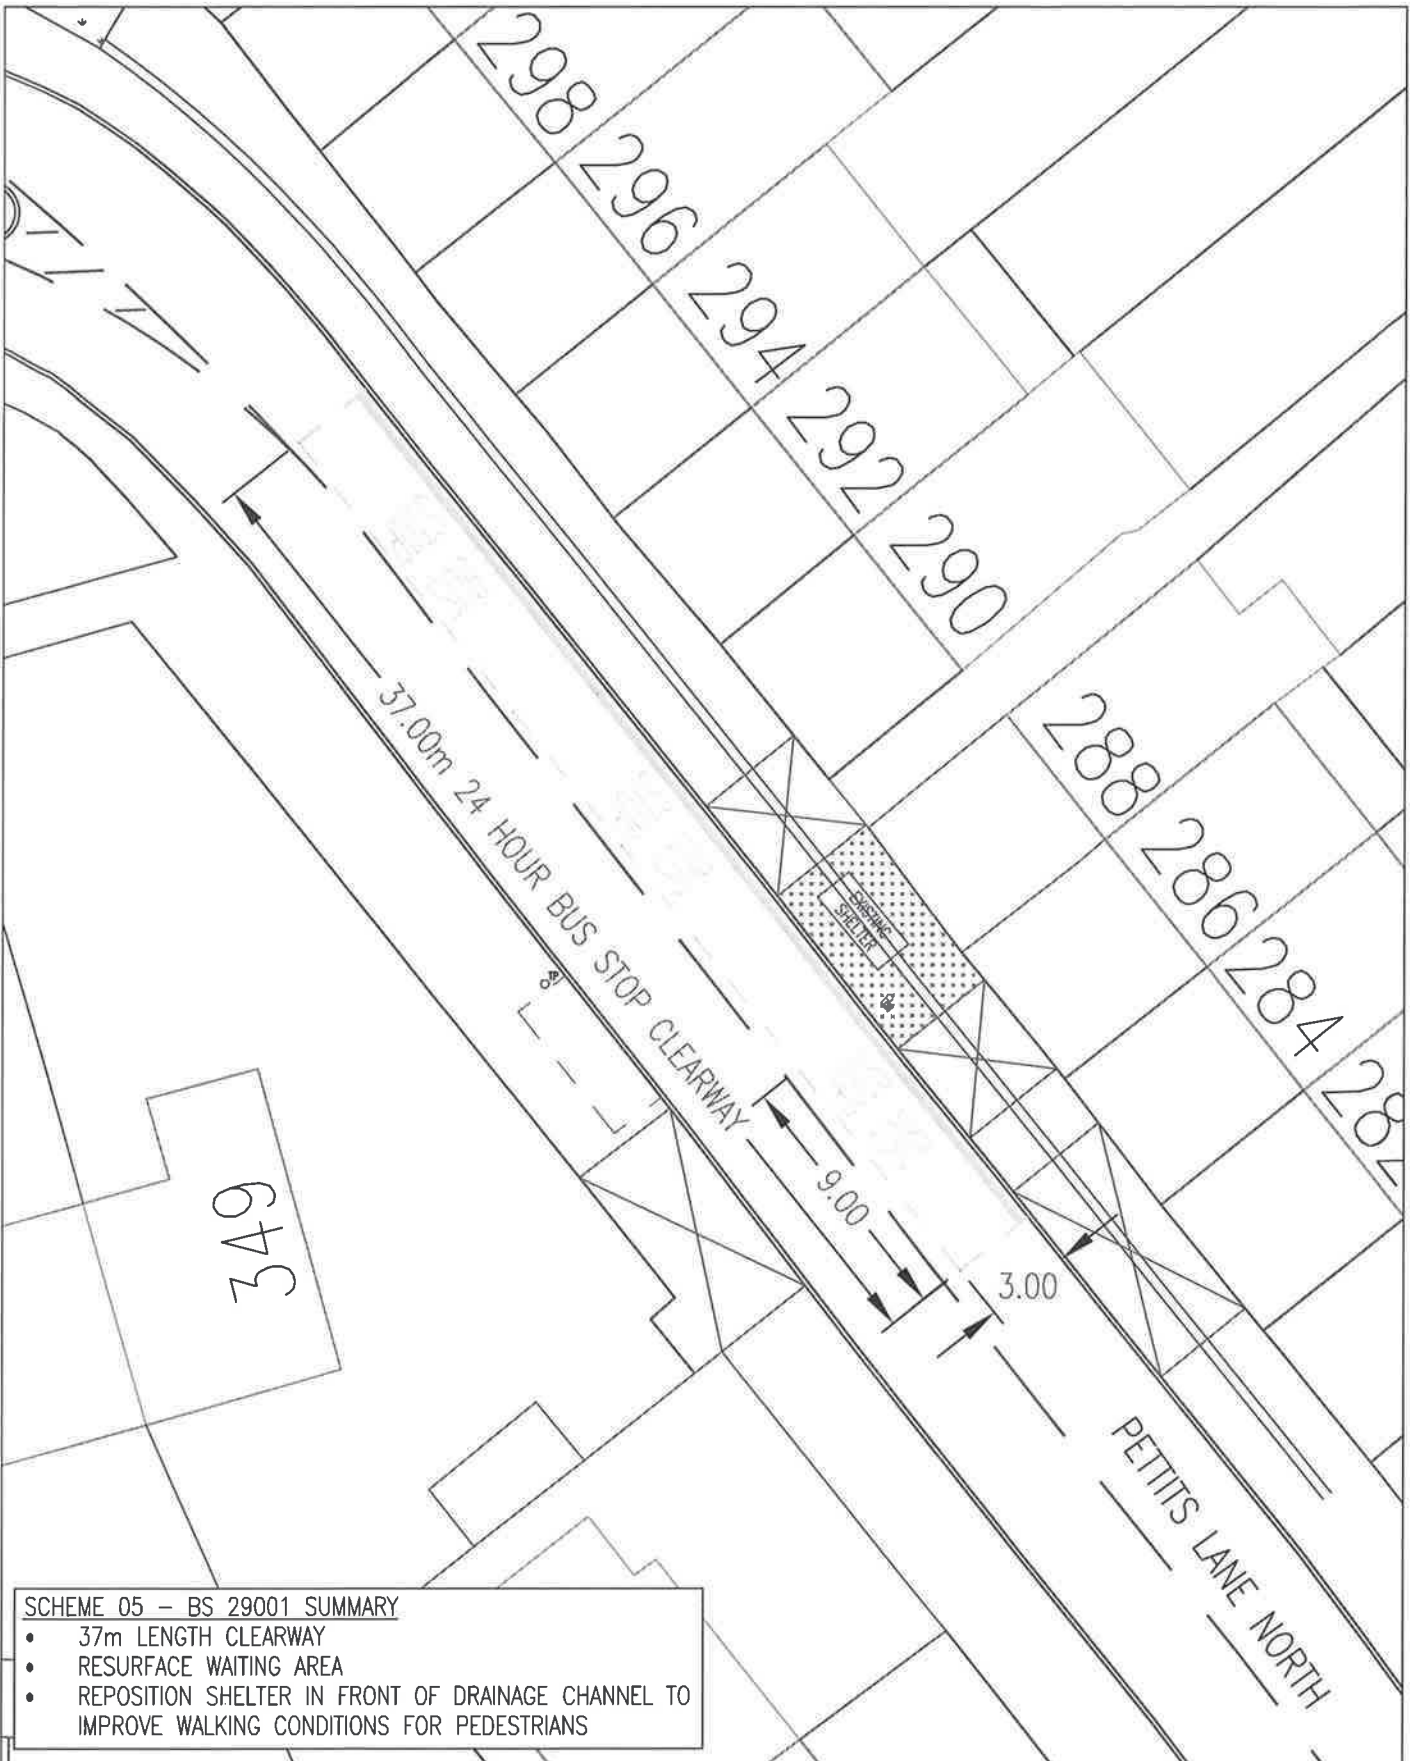 298
296
294
292
290
288
286
284
282
37.00m 24 HOUR BUS STOP CLEARWAY
EXISTING
SHELTER
9.00
3.00
349
PETTITS LANE NORTH
SCHEME 05 – BS 29001 SUMMARY
• 37m LENGTH CLEARWAY
• RESURFACE WAITING AREA
• REPOSITION SHELTER IN FRONT OF DRAINAGE CHANNEL TO
IMPROVE WALKING CONDITIONS FOR PEDESTRIANS